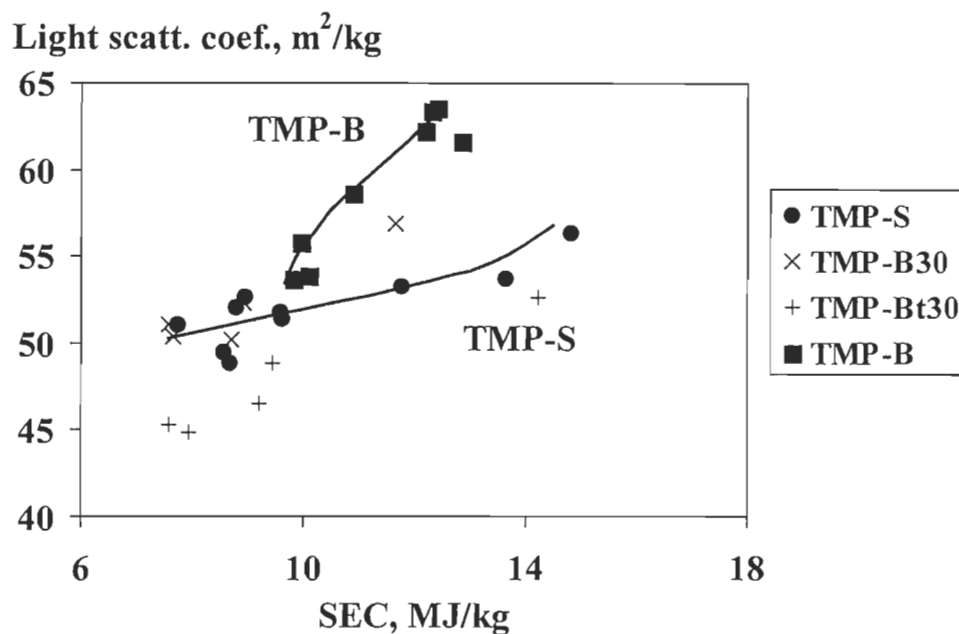 Light scatt. coef., m²/kg
65
60
55
50
45
40
TMP-B
TMP-S
6 10 14 18
SEC, MJ/kg
TMP-S
TMP-B30
TMP-Bt30
TMP-B